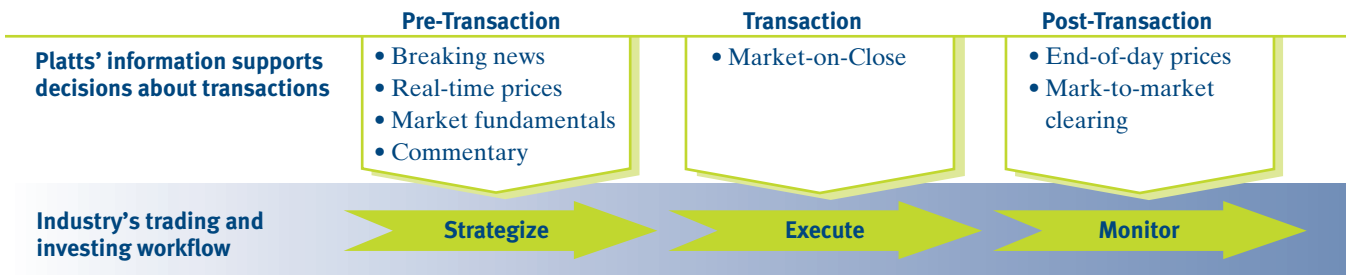 Pre-Transaction
Transaction
Post-Transaction
Platts’ information supports
decisions about transactions
• Breaking news
• Real-time prices
• Market fundamentals
• Commentary
• Market-on-Close
• End-of-day prices
• Mark-to-market
clearing
Industry’s trading and
investing workflow
Strategize
Execute
Monitor